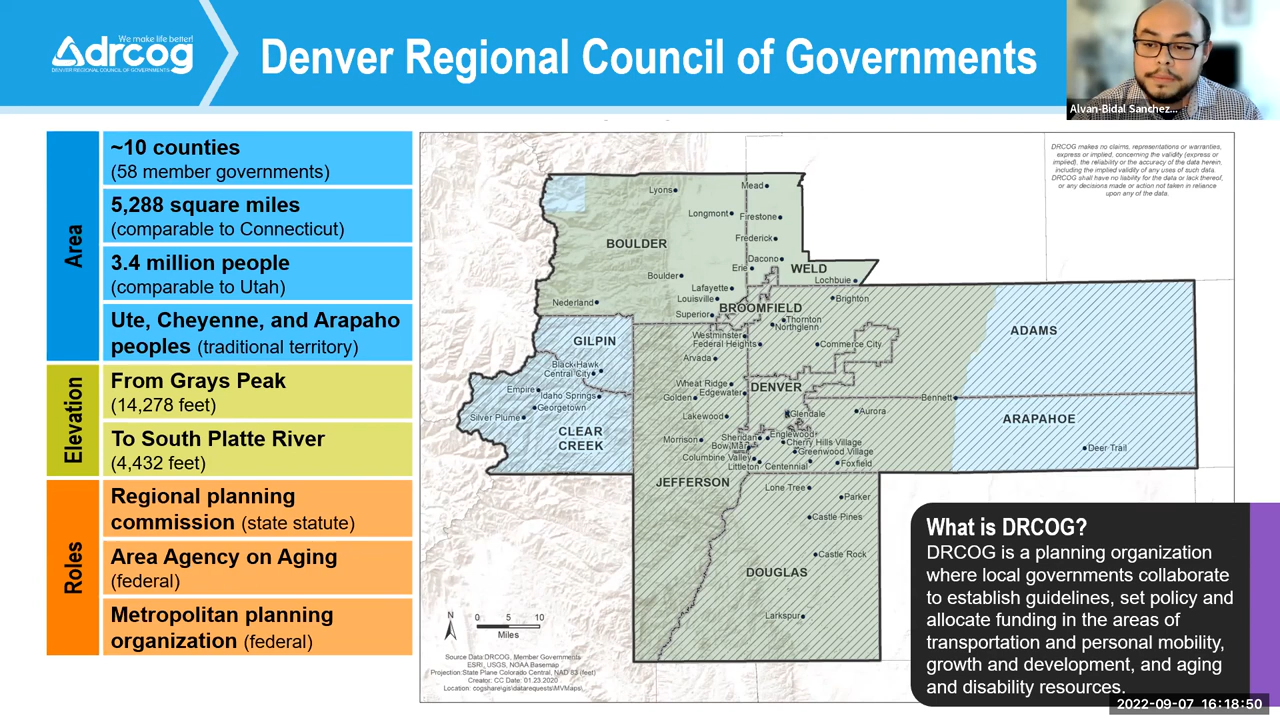 We make life better!
drcog
DENVER REGIONAL COUNCIL OF GOVERNMENTS
Denver Regional Council of Governments
Alvan-Bidal Sanchez...
Area
~10 counties
(58 member governments)
5,288 square miles
(comparable to Connecticut)
3.4 million people
(comparable to Utah)
Ute, Cheyenne, and Arapaho
peoples (traditional territory)
Elevation
From Grays Peak
(14,278 feet)
To South Platte River
(4,432 feet)
Roles
Regional planning
commission (state statute)
Area Agency on Aging
(federal)
Metropolitan planning
organization (federal)
DRCOG makes no claims, representations or warranties,
express or implied, concerning the validity (express or
implied), the reliability or the accuracy of the data herein,
including the implied validity of any uses of such data.
DRCOG shall have no liability for the data or lack thereof,
or any decisions made or action not taken in reliance
upon any of the data.
Lyons
Mead
Longmont
Firestone
BOULDER
Frederick
Dacono
Erie
WELD
Boulder
Lochbuie
Lafayette
Nederland
Louisville
Brighton
BROOMFIELD
Superior
Thornton
Northglenn
ADAMS
Westminster
GILPIN
Federal Heights
Commerce City
Arvada
Black Hawk
Central City
Wheat Ridge
DENVER
Empire
Edgewater
Idaho Springs
Golden
Bennett
Georgetown
Silver Plume
Lakewood
Glendale
Aurora
ARAPAHOE
CLEAR
CREEK
Morrison
Sheridan
Englewood
Bow Mar
Cherry Hills Village
Deer Trail
Greenwood Village
Columbine Valley
Littleton
Centennial
Foxfield
JEFFERSON
Lone Tree
Parker
Castle Pines
Castle Rock
DOUGLAS
Larkspur
N
0 5 10
Miles
Source Data:DRCOG, Member Governments
ESRI, USGS, NOAA Basemap
Projection:State Plane Colorado Central, NAD 83 (feet)
Creator: CC Date: 01.23.2020
Location: cogshare\gis\datarequests\MVMaps\
What is DRCOG?
DRCOG is a planning organization
where local governments collaborate
to establish guidelines, set policy and
allocate funding in the areas of
transportation and personal mobility,
growth and development, and aging
and disability resources.
2022-09-07 16:18:50